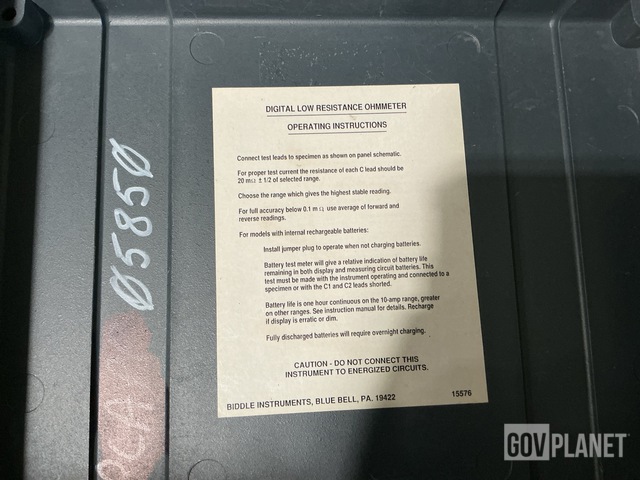 DIGITAL LOW RESISTANCE OHMMETER
OPERATING INSTRUCTIONS
Connect test leads to specimen as shown on panel schematic.
For proper test current the resistance of each C lead should be
20 mΩ ± 1/2 of selected range.
Choose the range which gives the highest stable reading.
For full accuracy below 0.1 m Ω use average of forward and
reverse readings.
For models with internal rechargeable batteries:
Install jumper plug to operate when not charging batteries.
Battery test meter will give a relative indication of battery life
remaining in both display and measuring circuit batteries. This
test must be made with the instrument operating and connected to a
specimen or with the C1 and C2 leads shorted.
Battery life is one hour continuous on the 10-amp range, greater
on other ranges. See instruction manual for details. Recharge
if display is erratic or dim.
Fully discharged batteries will require overnight charging.
CAUTION - DO NOT CONNECT THIS
INSTRUMENT TO ENERGIZED CIRCUITS.
BIDDLE INSTRUMENTS, BLUE BELL, PA. 19422 15576
05850
GOVPLANET